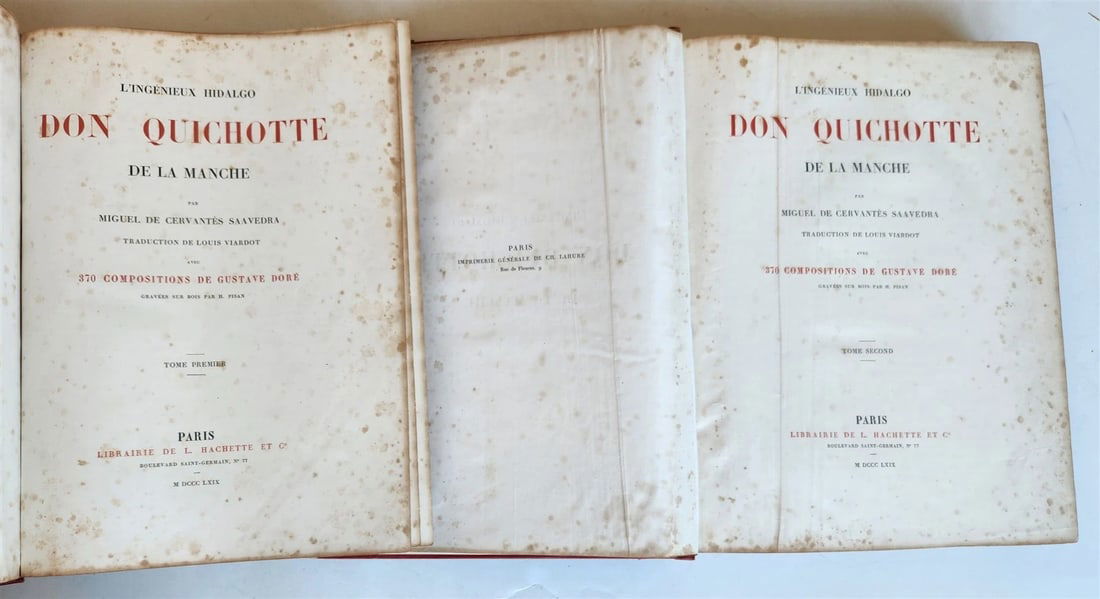 L'INGÉNIEUX HIDALGO
DON QUICHOTTE
DE LA MANCHE
PAR
MIGUEL DE CERVANTÈS SAAVEDRA
TRADUCTION DE LOUIS VIARDOT
AVEC
370 COMPOSITIONS DE GUSTAVE DORÉ
GRAVÉES SUR BOIS PAR H. PISAN
TOME PREMIER
PARIS
LIBRAIRIE DE L. HACHETTE ET Cie
BOULEVARD SAINT-GERMAIN, Nº 77
M DCCC LXIX
PARIS
IMPRIMERIE GÉNÉRALE DE CH. LAHURE
Rue de Fleurus, 9
L'INGÉNIEUX HIDALGO
DON QUICHOTTE
DE LA MANCHE
PAR
MIGUEL DE CERVANTÈS SAAVEDRA
TRADUCTION DE LOUIS VIARDOT
AVEC
370 COMPOSITIONS DE GUSTAVE DORÉ
GRAVÉES SUR BOIS PAR H. PISAN
TOME SECOND
PARIS
LIBRAIRIE DE L. HACHETTE ET Cie
BOULEVARD SAINT-GERMAIN, Nº 77
M DCCC LXIX